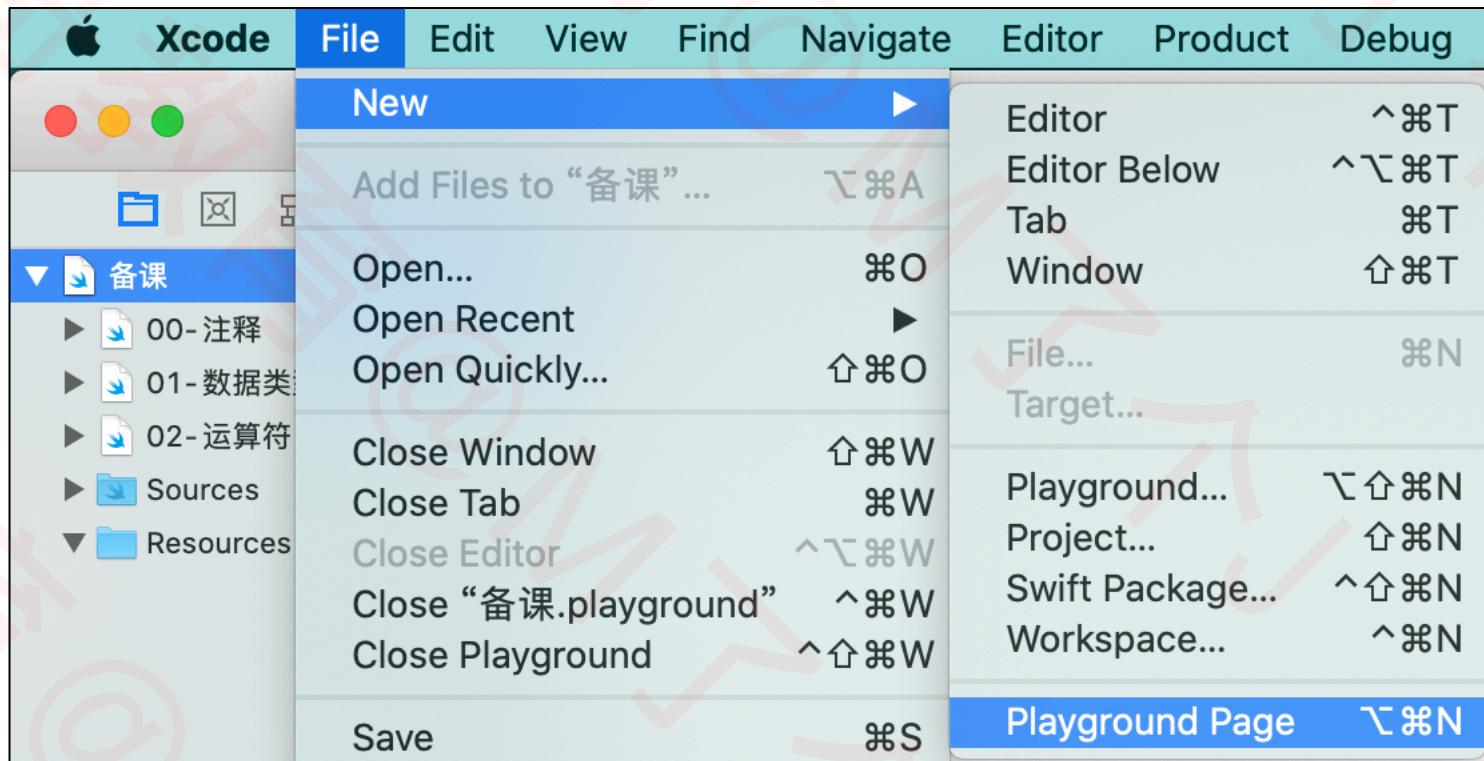 Xcode File Edit View Find Navigate Editor Product Debug
备课
00-注释
01-数据类
02-运算符
Sources
Resources
New
Add Files to “备课”... ⌥⌘A
Open... ⌘O
Open Recent
Open Quickly... ⇧⌘O
Close Window ⇧⌘W
Close Tab ⌘W
Close Editor ^⌥⌘W
Close “备课.playground” ^⌘W
Close Playground ^⇧⌘W
Save ⌘S
Editor ^⌘T
Editor Below ^⌥⌘T
Tab ⌘T
Window ⇧⌘T
File... ⌘N
Target...
Playground... ⌥⇧⌘N
Project... ⇧⌘N
Swift Package... ^⇧⌘N
Workspace... ^⌘N
Playground Page ⌥⌘N